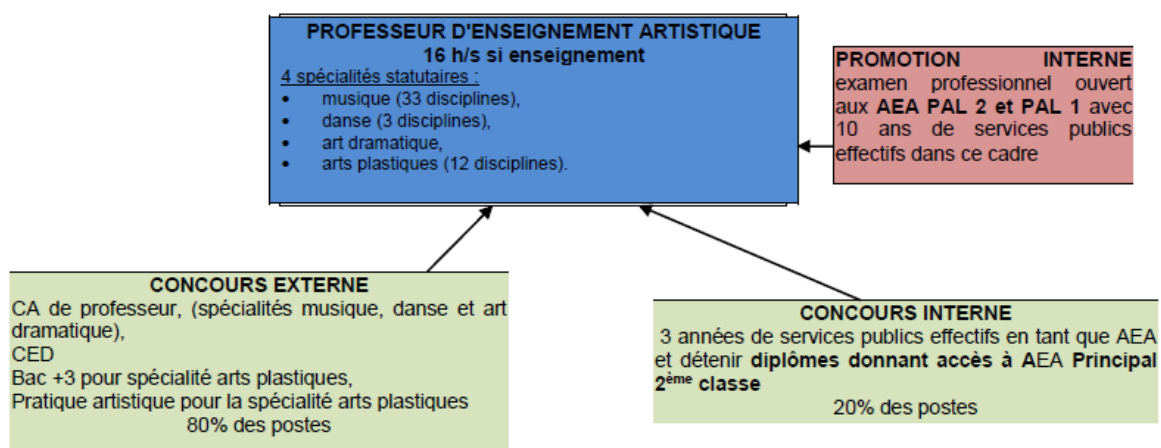 PROFESSEUR D'ENSEIGNEMENT ARTISTIQUE
16 h/s si enseignement
4 spécialités statutaires :
• musique (33 disciplines),
• danse (3 disciplines),
• art dramatique,
• arts plastiques (12 disciplines).
PROMOTION INTERNE
examen professionnel ouvert
aux AEA PAL 2 et PAL 1 avec
10 ans de services publics
effectifs dans ce cadre
CONCOURS EXTERNE
CA de professeur, (spécialités musique, danse et art
dramatique),
CED
Bac +3 pour spécialité arts plastiques,
Pratique artistique pour la spécialité arts plastiques
80% des postes
CONCOURS INTERNE
3 années de services publics effectifs en tant que AEA
et détenir diplômes donnant accès à AEA Principal
2ème classe
20% des postes